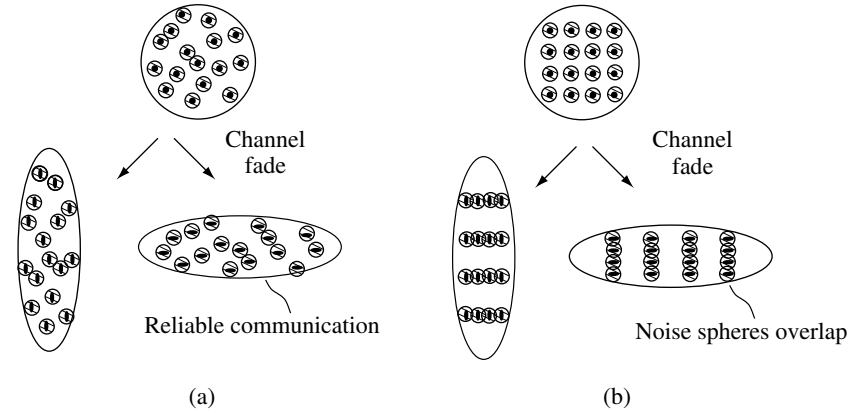 Channel
fade
Reliable communication
(a)
Channel
fade
Noise spheres overlap
(b)